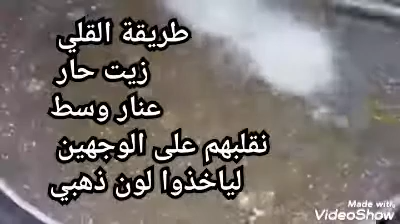 طريقة القلي
زيت حار
عنار وسط
نقلبهم على الوجهين
لياخذوا لون ذهبي
Made with
VideoShow